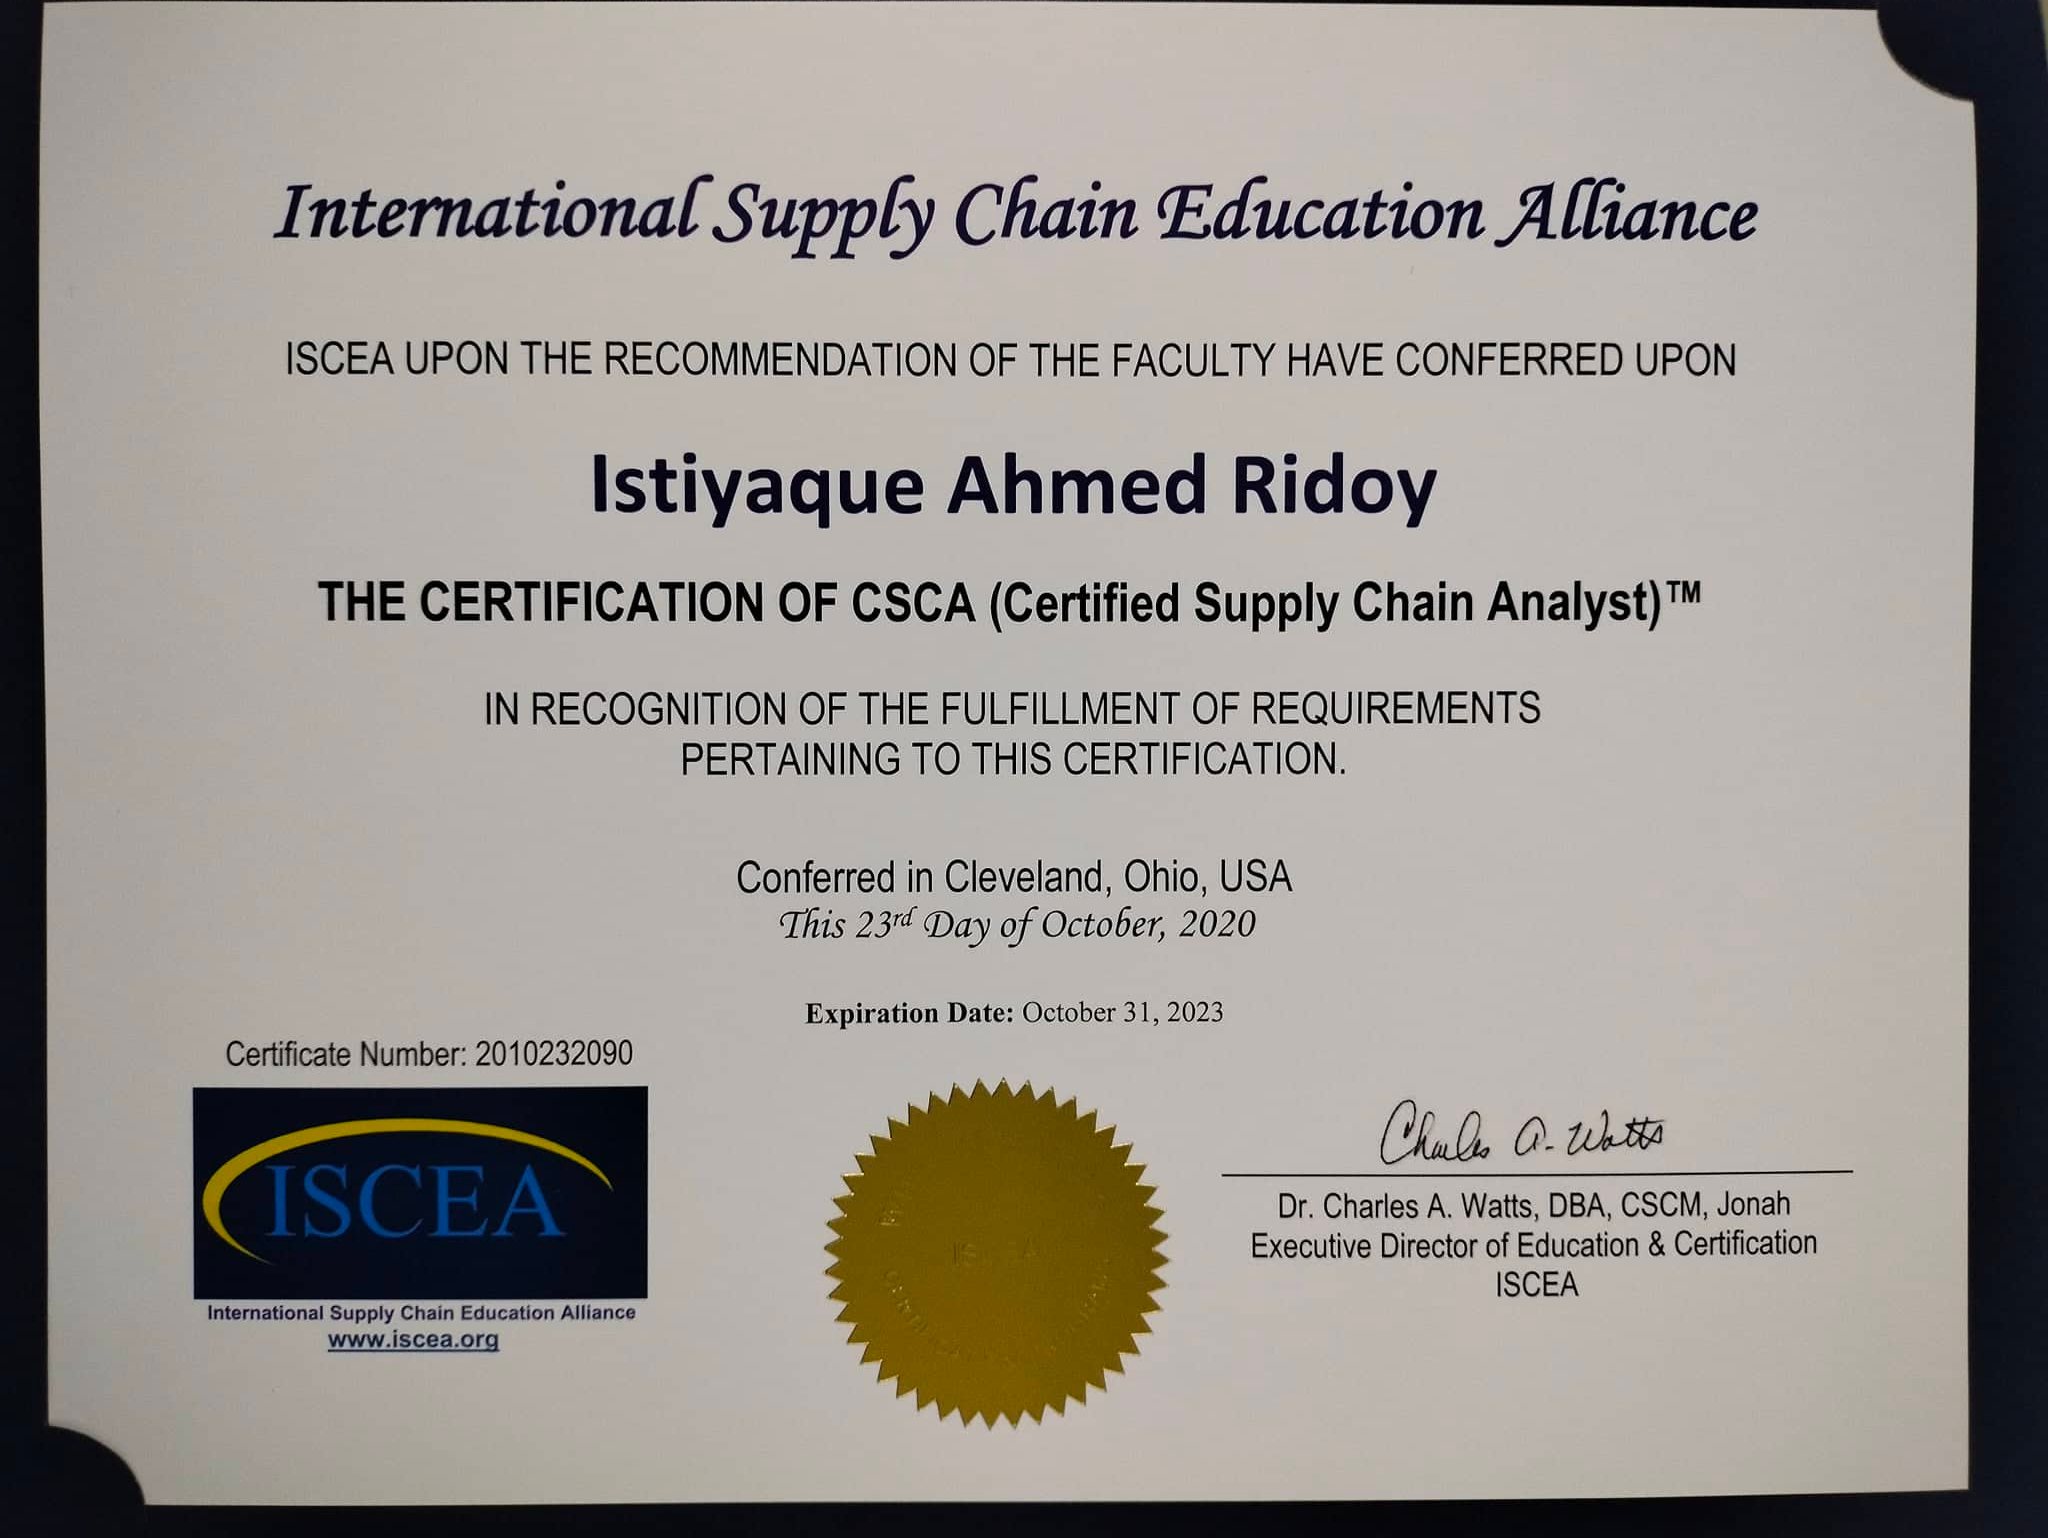 International Supply Chain Education Alliance
ISCEA UPON THE RECOMMENDATION OF THE FACULTY HAVE CONFERRED UPON
Istiyaque Ahmed Ridoy
THE CERTIFICATION OF CSCA (Certified Supply Chain Analyst)™
IN RECOGNITION OF THE FULFILLMENT OF REQUIREMENTS
PERTAINING TO THIS CERTIFICATION.
Conferred in Cleveland, Ohio, USA
This 23rd Day of October, 2020
Expiration Date: October 31, 2023
Certificate Number: 2010232090
ISCEA
International Supply Chain Education Alliance
www.iscea.org
ISCEA
Charles A. Watts
Dr. Charles A. Watts, DBA, CSCM, Jonah
Executive Director of Education & Certification
ISCEA